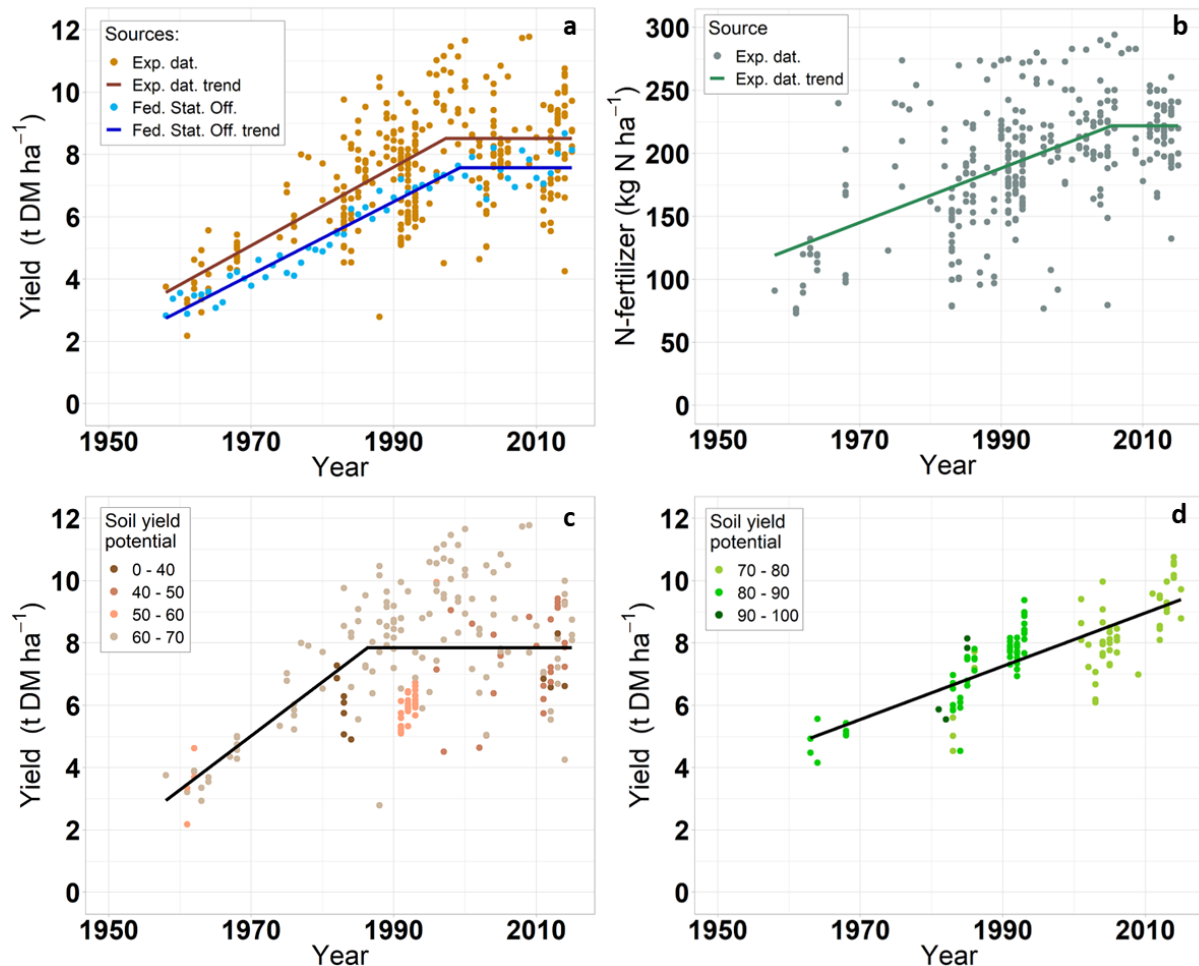 a
Sources:
Exp. dat.
Exp. dat. trend
Fed. Stat. Off.
Fed. Stat. Off. trend
Yield (t DM ha⁻¹)
12
10
8
6
4
2
0
1950 1970 1990 2010
Year
b
Source
Exp. dat.
Exp. dat. trend
N-fertilizer (kg N ha⁻¹)
300
250
200
150
100
50
0
1950 1970 1990 2010
Year
c
Soil yield
potential
0 - 40
40 - 50
50 - 60
60 - 70
Yield (t DM ha⁻¹)
12
10
8
6
4
2
0
1950 1970 1990 2010
Year
d
Soil yield
potential
70 - 80
80 - 90
90 - 100
Yield (t DM ha⁻¹)
12
10
8
6
4
2
0
1950 1970 1990 2010
Year